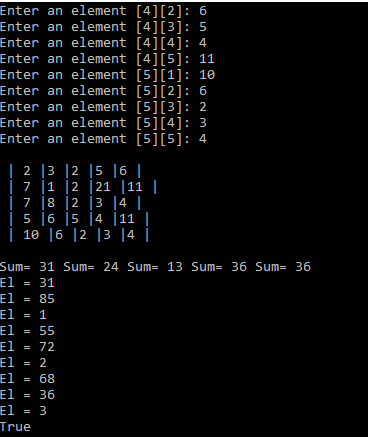 Enter an element [4][2]: 6
Enter an element [4][3]: 5
Enter an element [4][4]: 4
Enter an element [4][5]: 11
Enter an element [5][1]: 10
Enter an element [5][2]: 6
Enter an element [5][3]: 2
Enter an element [5][4]: 3
Enter an element [5][5]: 4
| 2 |3 |2 |5 |6 |
| 7 |1 |2 |21 |11 |
| 7 |8 |2 |3 |4 |
| 5 |6 |5 |4 |11 |
| 10 |6 |2 |3 |4 |
Sum= 31 Sum= 24 Sum= 13 Sum= 36 Sum= 36
El = 31
El = 85
El = 1
El = 55
El = 72
El = 2
El = 68
El = 36
El = 3
True